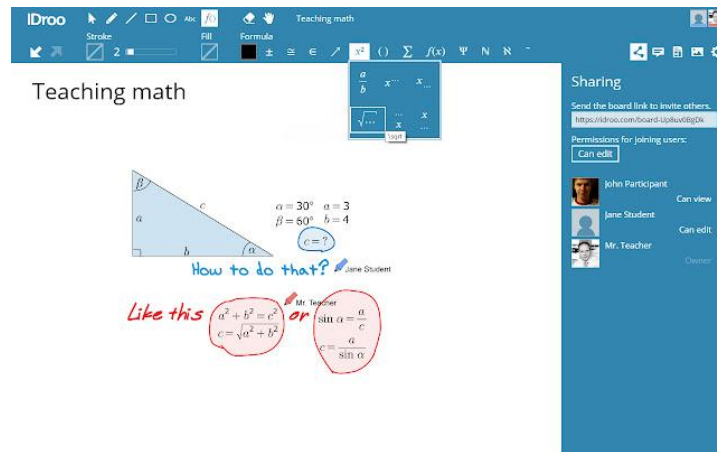 IDroo
Abc
f()
Teaching math
Stroke
Fill
Formula
2
± ≅ ∈ ↗ x² () ∑ f(x) Ψ N ℵ
a/b x··· x...
√...
\sqrt
Teaching math
Sharing
Send the board link to invite others.
https://idroo.com/board-Up8uv0BgDk
Permissions for joining users:
Can edit
John Participant
Can view
Jane Student
Can edit
Mr. Teacher
Owner
β
c
a
b
α
α = 30° a = 3
β = 60° b = 4
c = ?
How to do that?
Jane Student
Mr. Teacher
Like this
a² + b² = c²
c = √a² + b²
or
sin α = a/c
c = a/sin α